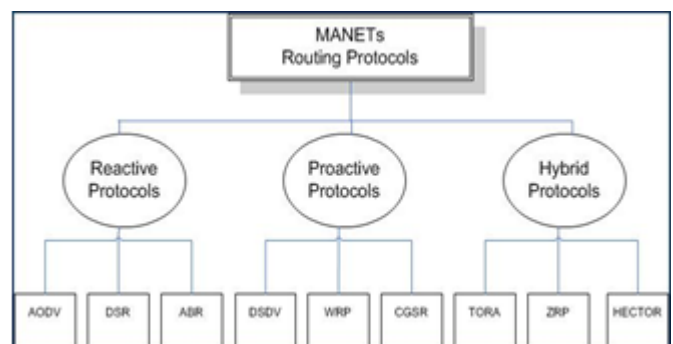 MANETs
Routing Protocols
Reactive
Protocols
Proactive
Protocols
Hybrid
Protocols
AODV
DSR
ABR
DSDV
WRP
CGSR
TORA
ZRP
HECTOR